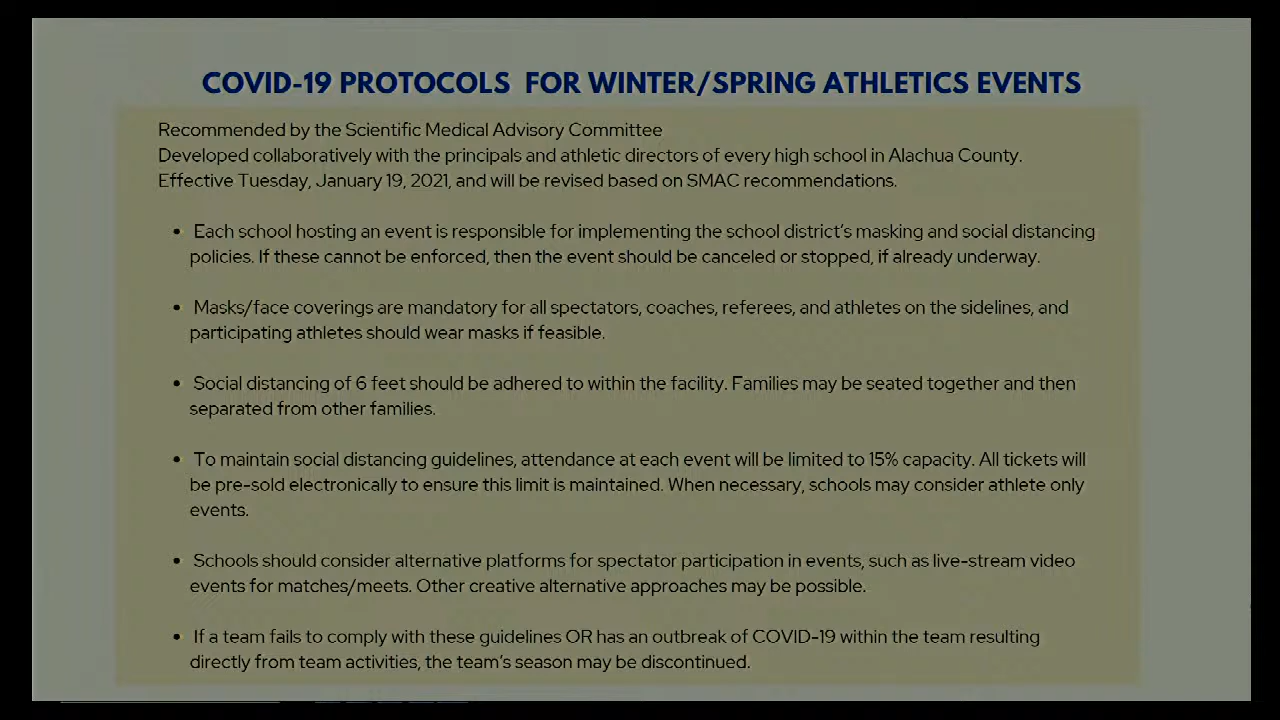 COVID-19 PROTOCOLS FOR WINTER/SPRING ATHLETICS EVENTS
Recommended by the Scientific Medical Advisory Committee
Developed collaboratively with the principals and athletic directors of every high school in Alachua County.
Effective Tuesday, January 19, 2021, and will be revised based on SMAC recommendations.
• Each school hosting an event is responsible for implementing the school district's masking and social distancing
policies. If these cannot be enforced, then the event should be canceled or stopped, if already underway.
• Masks/face coverings are mandatory for all spectators, coaches, referees, and athletes on the sidelines, and
participating athletes should wear masks if feasible.
• Social distancing of 6 feet should be adhered to within the facility. Families may be seated together and then
separated from other families.
• To maintain social distancing guidelines, attendance at each event will be limited to 15% capacity. All tickets will
be pre-sold electronically to ensure this limit is maintained. When necessary, schools may consider athlete only
events.
• Schools should consider alternative platforms for spectator participation in events, such as live-stream video
events for matches/meets. Other creative alternative approaches may be possible.
• If a team fails to comply with these guidelines OR has an outbreak of COVID-19 within the team resulting
directly from team activities, the team's season may be discontinued.